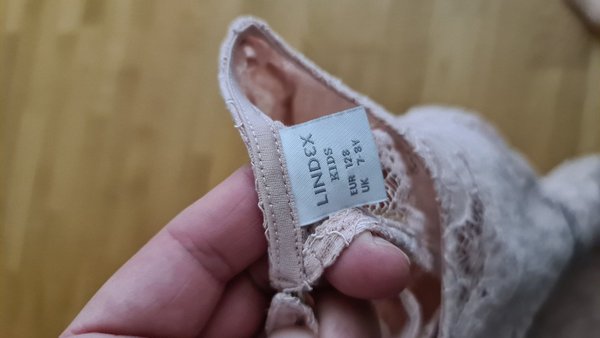 LINDEX
KIDS
EUR 128
UK 7-8Y